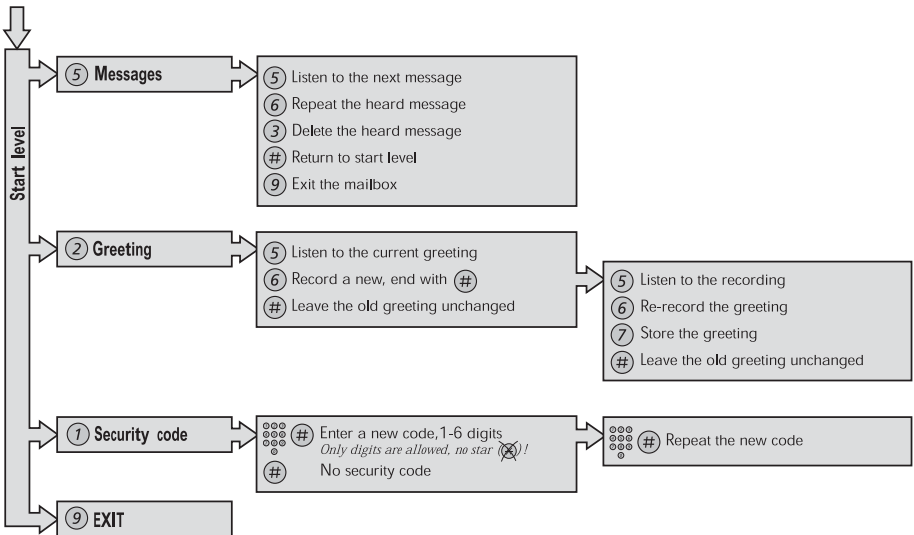 Start level
5 Messages
5 Listen to the next message
6 Repeat the heard message
3 Delete the heard message
# Return to start level
9 Exit the mailbox
2 Greeting
5 Listen to the current greeting
6 Record a new, end with #
# Leave the old greeting unchanged
5 Listen to the recording
6 Re-record the greeting
7 Store the greeting
# Leave the old greeting unchanged
1 Security code
# Enter a new code,1-6 digits
Only digits are allowed, no star (*)!
# No security code
# Repeat the new code
9 EXIT